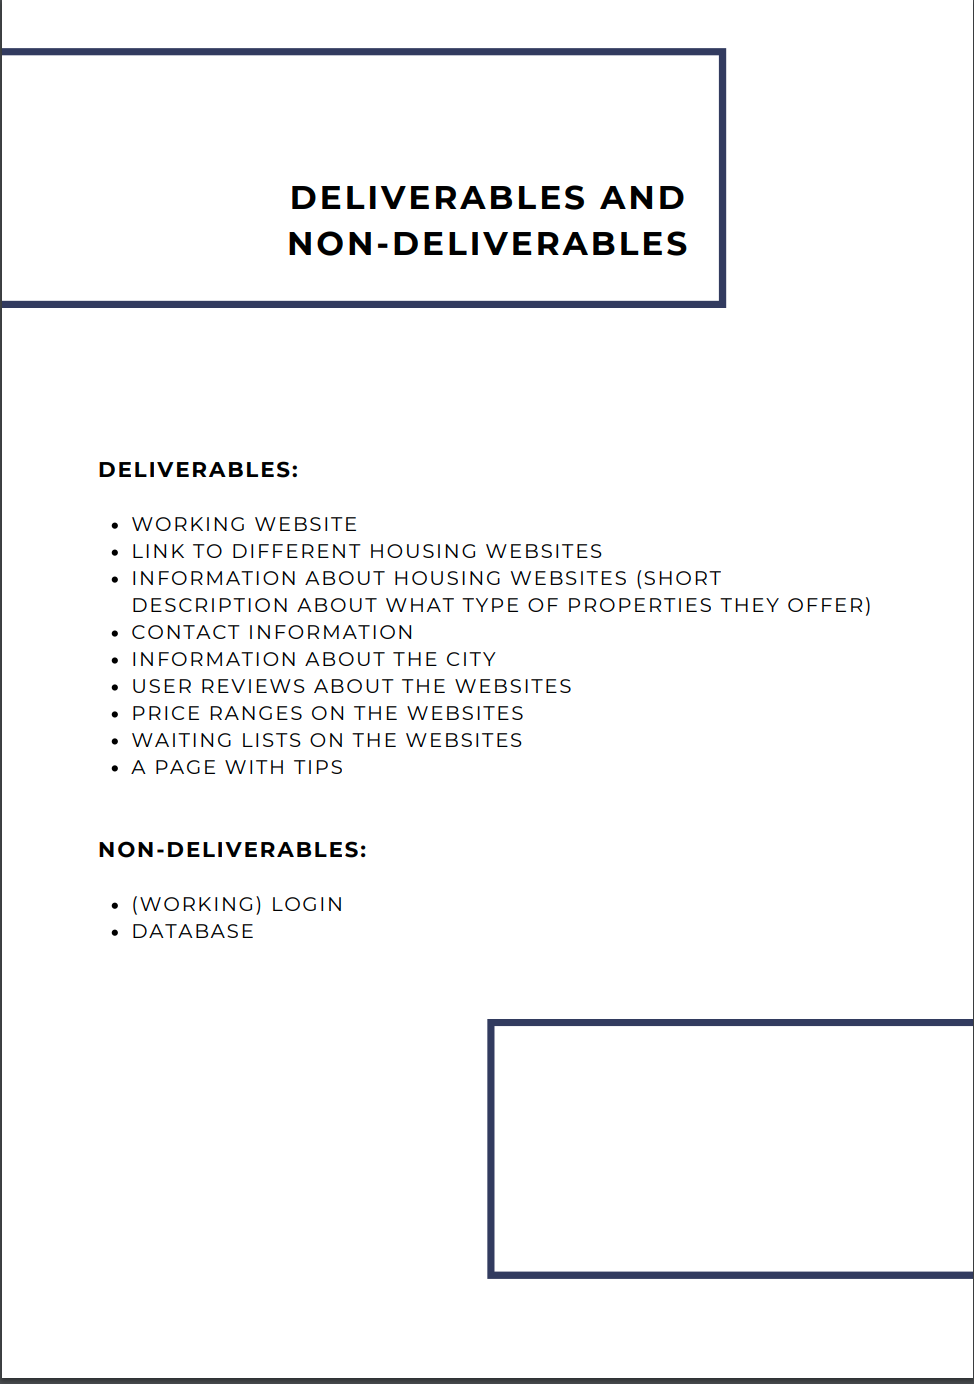 DELIVERABLES AND
NON-DELIVERABLES
DELIVERABLES:
• WORKING WEBSITE
• LINK TO DIFFERENT HOUSING WEBSITES
• INFORMATION ABOUT HOUSING WEBSITES (SHORT
DESCRIPTION ABOUT WHAT TYPE OF PROPERTIES THEY OFFER)
• CONTACT INFORMATION
• INFORMATION ABOUT THE CITY
• USER REVIEWS ABOUT THE WEBSITES
• PRICE RANGES ON THE WEBSITES
• WAITING LISTS ON THE WEBSITES
• A PAGE WITH TIPS
NON-DELIVERABLES:
• (WORKING) LOGIN
• DATABASE